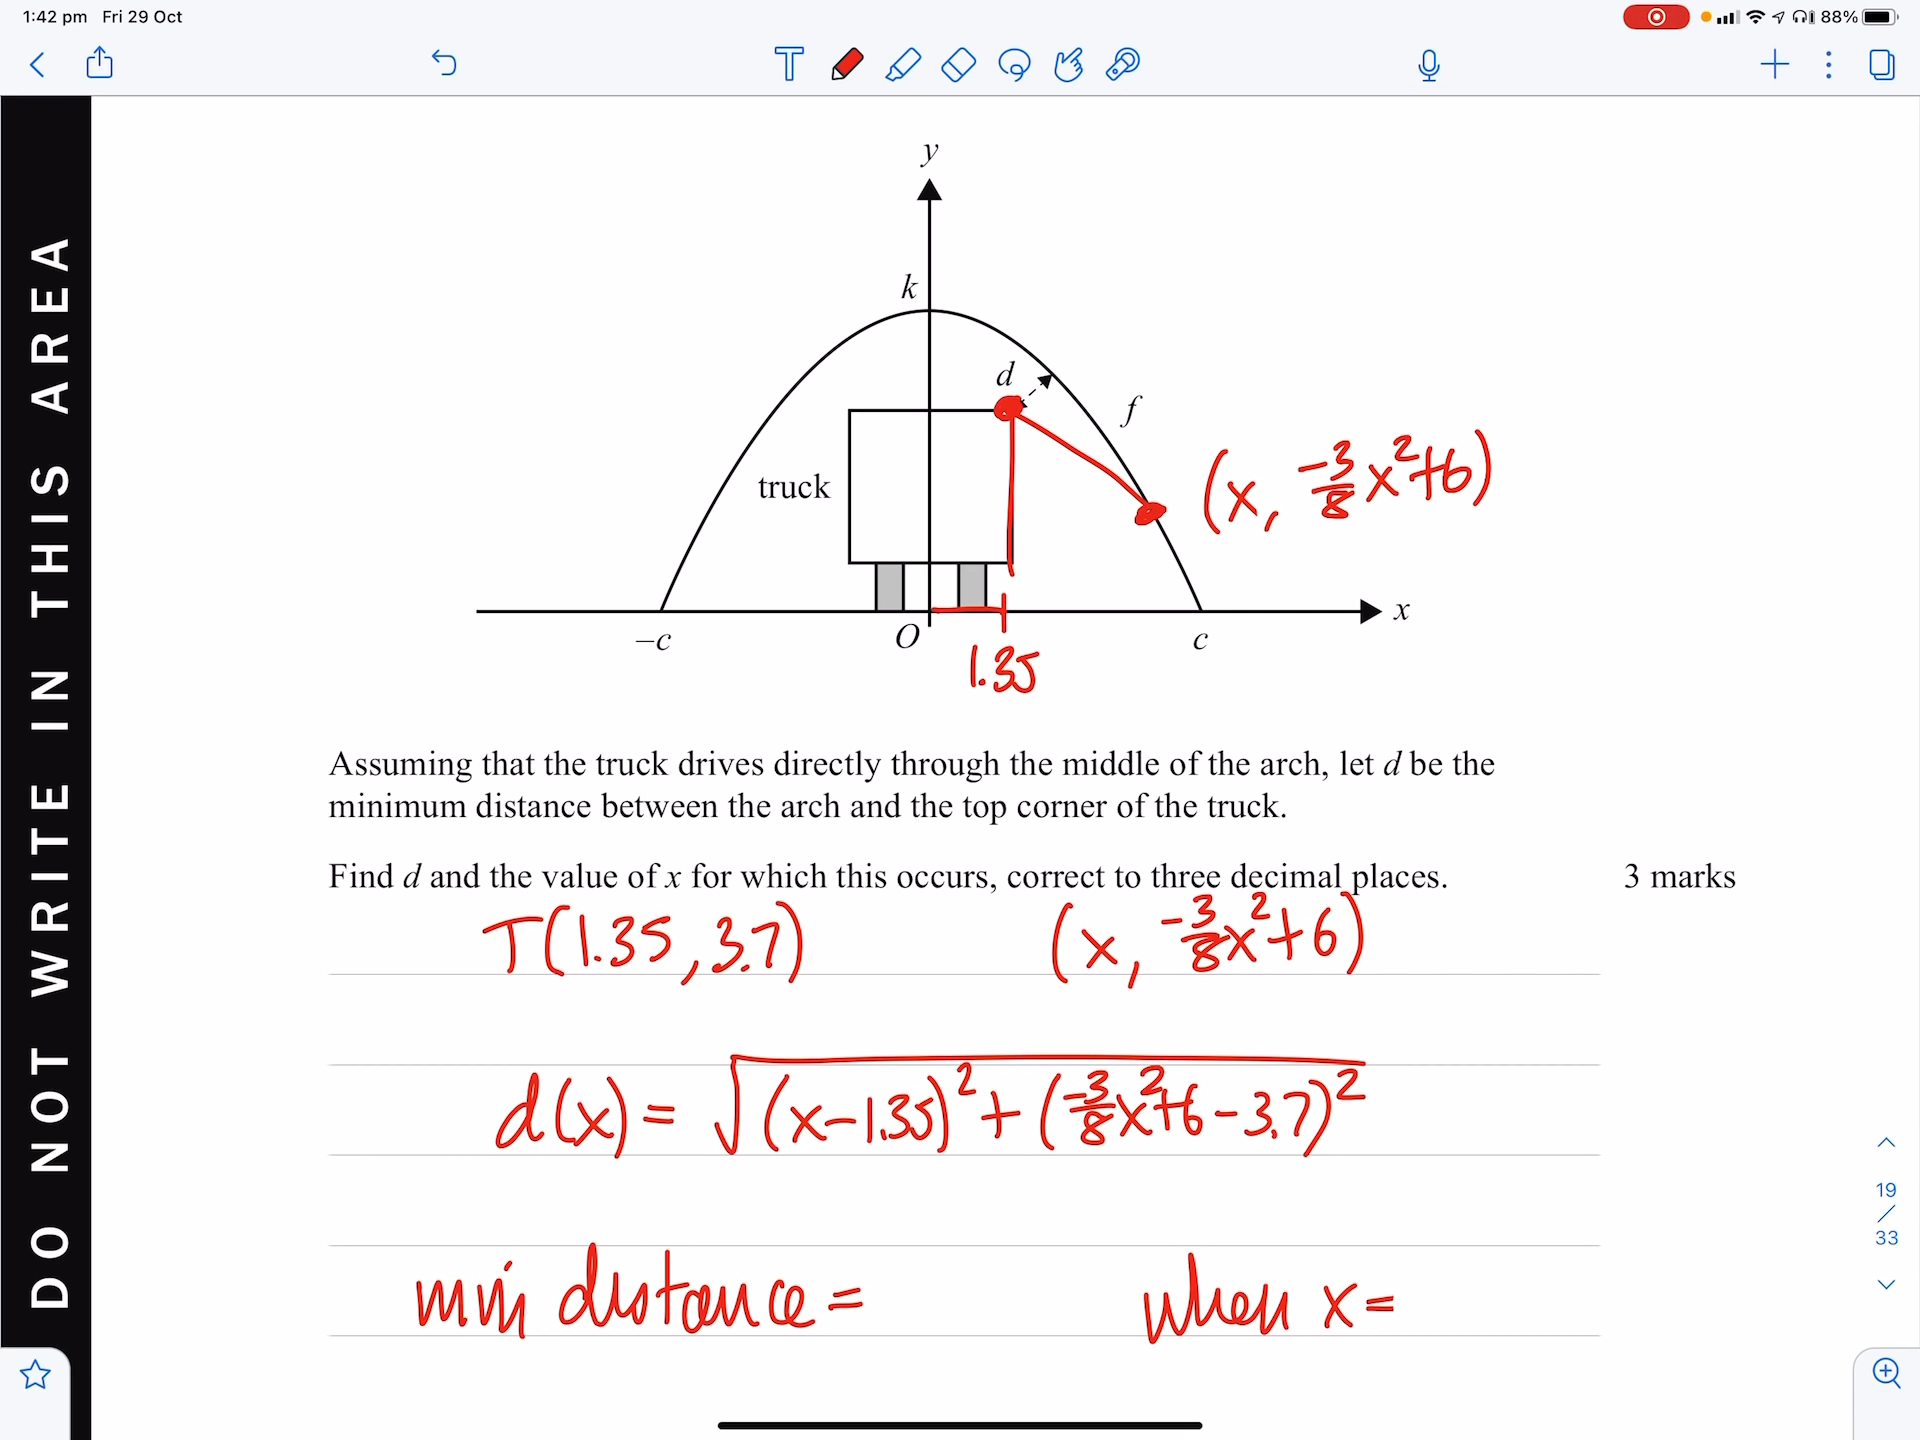 1:42 pm Fri 29 Oct 88%
DO NOT WRITE IN THIS AREA
y
k
d
f
truck
(x, -3/8x²+6)
x
-c O c
1.35
Assuming that the truck drives directly through the middle of the arch, let d be the
minimum distance between the arch and the top corner of the truck.
Find d and the value of x for which this occurs, correct to three decimal places. 3 marks
T(1.35, 3.7) (x, -3/8x²+6)
d(x) = √((x-1.35)²+(-3/8x²+6-3.7)²)
min distance = when x =
19
/
33